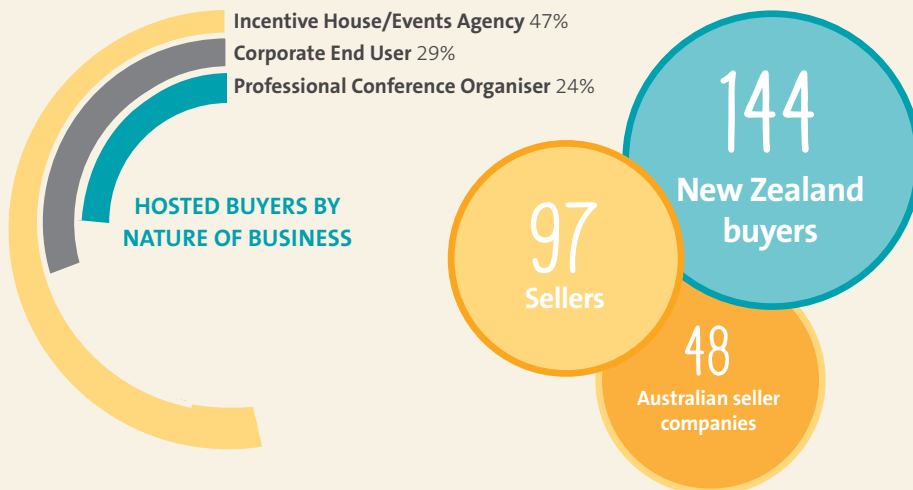 Incentive House/Events Agency 47%
Corporate End User 29%
Professional Conference Organiser 24%
HOSTED BUYERS BY
NATURE OF BUSINESS
144
New Zealand
buyers
97
Sellers
48
Australian seller
companies